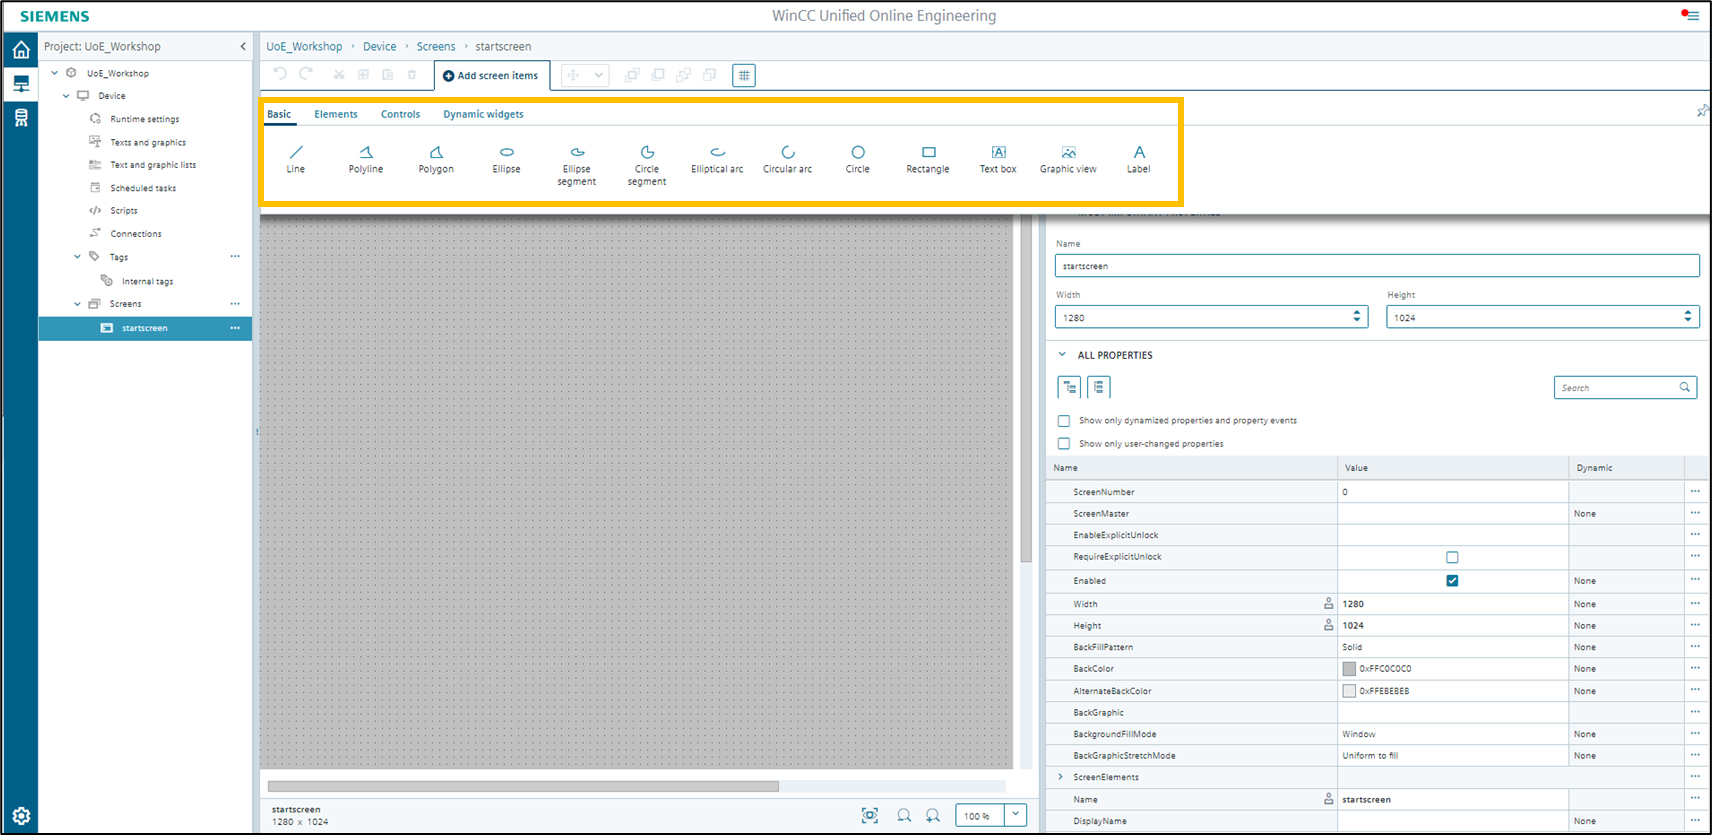 SIEMENS
WinCC Unified Online Engineering
Project: UoE_Workshop
UoE_Workshop
Device
Runtime settings
Texts and graphics
Text and graphic lists
Scheduled tasks
Scripts
Connections
Tags
Internal tags
Screens
startscreen
UoE_Workshop › Device › Screens › startscreen
Add screen items
Basic Elements Controls Dynamic widgets
Line
Polyline
Polygon
Ellipse
Ellipse segment
Circle segment
Elliptical arc
Circular arc
Circle
Rectangle
Text box
Graphic view
Label
Name
startscreen
Width Height
1280 1024
ALL PROPERTIES
Search
Show only dynamized properties and property events
Show only user-changed properties
Name Value Dynamic
ScreenNumber 0
ScreenMaster None
EnableExplicitUnlock
RequireExplicitUnlock
Enabled None
Width 1280 None
Height 1024 None
BackFillPattern Solid None
BackColor 0xFFC0C0C0 None
AlternateBackColor 0xFFEBEBEB None
BackGraphic
BackgroundFillMode Window None
BackGraphicStretchMode Uniform to fill None
ScreenElements
Name startscreen
DisplayName None
startscreen
1280 x 1024
100 %